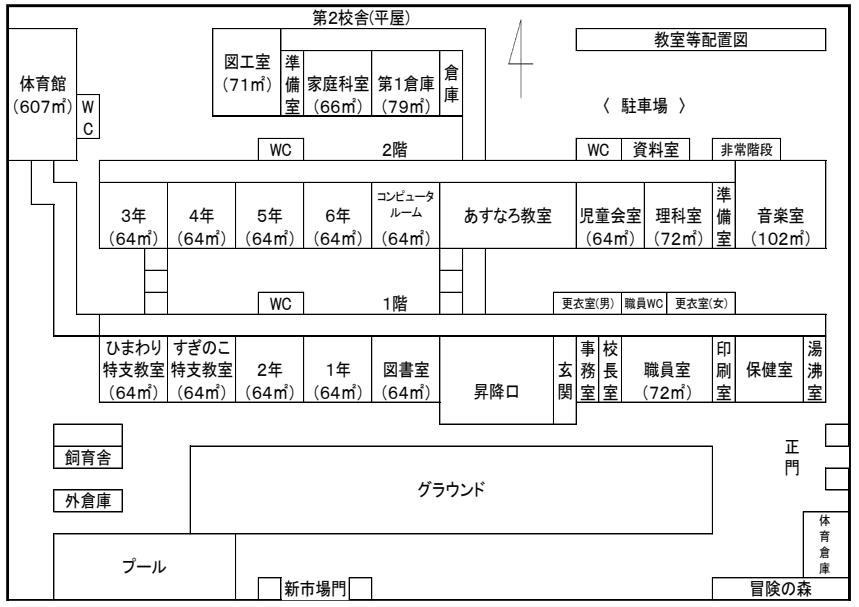 第2校舎(平屋)
教室等配置図
体育館
(607㎡)
WC
図工室
(71㎡)
準備室
家庭科室
(66㎡)
第1倉庫
(79㎡)
倉庫
〈 駐車場 〉
WC
2階
WC
資料室
非常階段
3年
(64㎡)
4年
(64㎡)
5年
(64㎡)
6年
(64㎡)
コンピュータ
ルーム
(64㎡)
あすなろ教室
児童会室
(64㎡)
理科室
(72㎡)
準備室
音楽室
(102㎡)
WC
1階
更衣室(男)
職員WC
更衣室(女)
ひまわり
特支教室
(64㎡)
すぎのこ
特支教室
(64㎡)
2年
(64㎡)
1年
(64㎡)
図書室
(64㎡)
昇降口
玄関
事務室
校長室
職員室
(72㎡)
印刷室
保健室
湯沸室
飼育舎
外倉庫
グラウンド
正門
プール
新市場門
体育倉庫
冒険の森